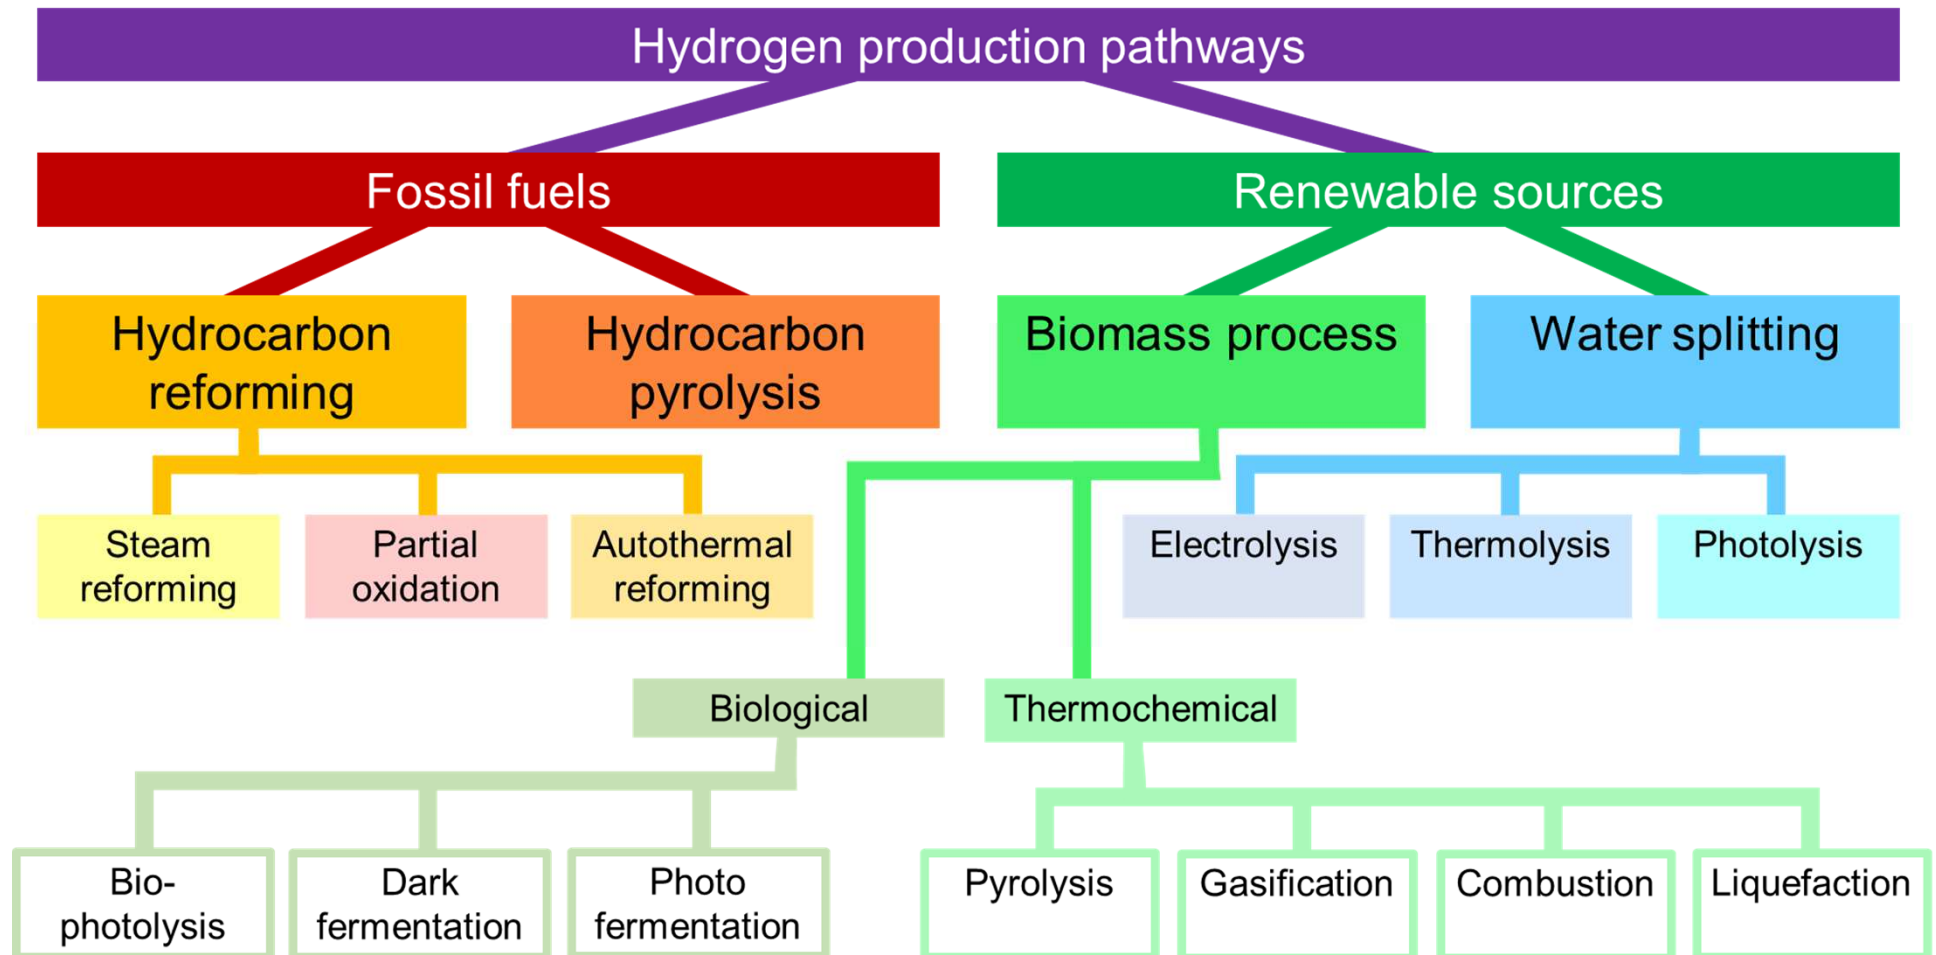 Hydrogen production pathways
Fossil fuels
Renewable sources
Hydrocarbon
reforming
Hydrocarbon
pyrolysis
Biomass process
Water splitting
Steam
reforming
Partial
oxidation
Autothermal
reforming
Electrolysis
Thermolysis
Photolysis
Biological
Thermochemical
Bio-
photolysis
Dark
fermentation
Photo
fermentation
Pyrolysis
Gasification
Combustion
Liquefaction